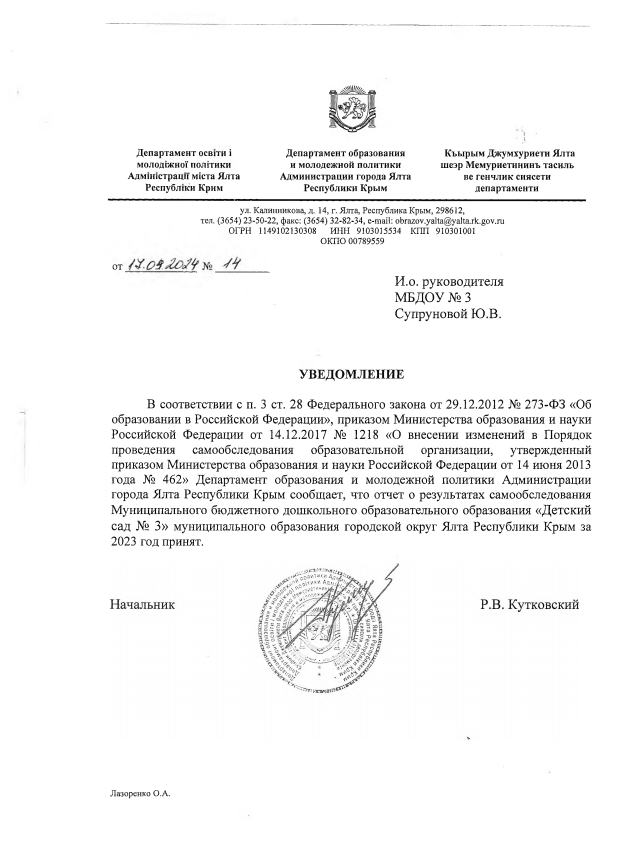 Департамент освіти і
молодіжної політики
Адміністрації міста Ялта
Республіки Крим
Департамент образования
и молодежной политики
Администрации города Ялта
Республики Крым
Къырым Джумхуриети Ялта
шеэр Мемуриетининъ тасиль
ве генчлик сиясети
департаменти
ул. Калинникова, д. 14, г. Ялта, Республика Крым, 298612,
тел. (3654) 23-50-22, факс: (3654) 32-82-34, e-mail: obrazov.yalta@yalta.rk.gov.ru
ОГРН 1149102130308 ИНН 9103015534 КПП 910301001
ОКПО 00789559
от 17.09.2024 № 14
И.о. руководителя
МБДОУ № 3
Супруновой Ю.В.
УВЕДОМЛЕНИЕ
В соответствии с п. 3 ст. 28 Федерального закона от 29.12.2012 № 273-ФЗ «Об
образовании в Российской Федерации», приказом Министерства образования и науки
Российской Федерации от 14.12.2017 № 1218 «О внесении изменений в Порядок
проведения самообследования образовательной организации, утвержденный
приказом Министерства образования и науки Российской Федерации от 14 июня 2013
года № 462» Департамент образования и молодежной политики Администрации
города Ялта Республики Крым сообщает, что отчет о результатах самообследования
Муниципального бюджетного дошкольного образовательного образования «Детский
сад № 3» муниципального образования городской округ Ялта Республики Крым за
2023 год принят.
Начальник
Р.В. Кутковский
Лазоренко О.А.